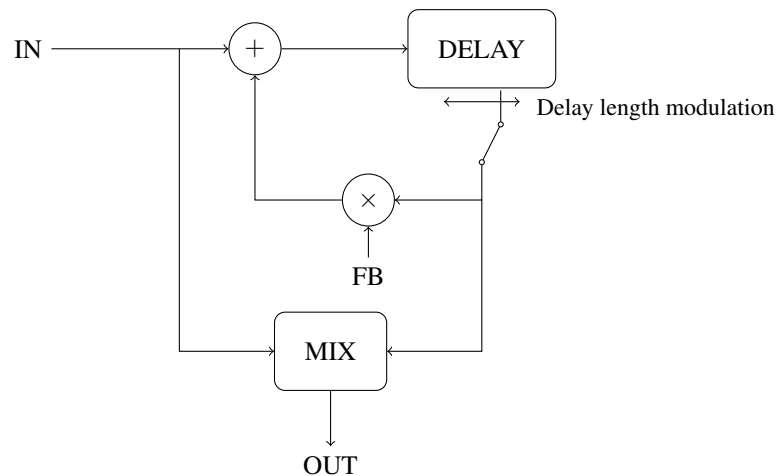 IN
+
DELAY
Delay length modulation
×
FB
MIX
OUT